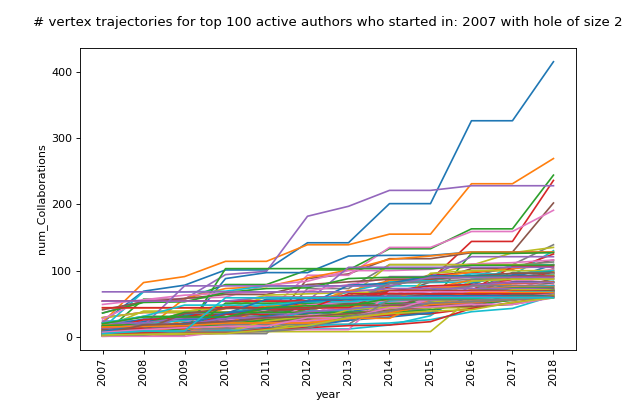 # vertex trajectories for top 100 active authors who started in: 2007 with hole of size 2
num_Collaborations
400
300
200
100
0
2007 2008 2009 2010 2011 2012 2013 2014 2015 2016 2017 2018
year